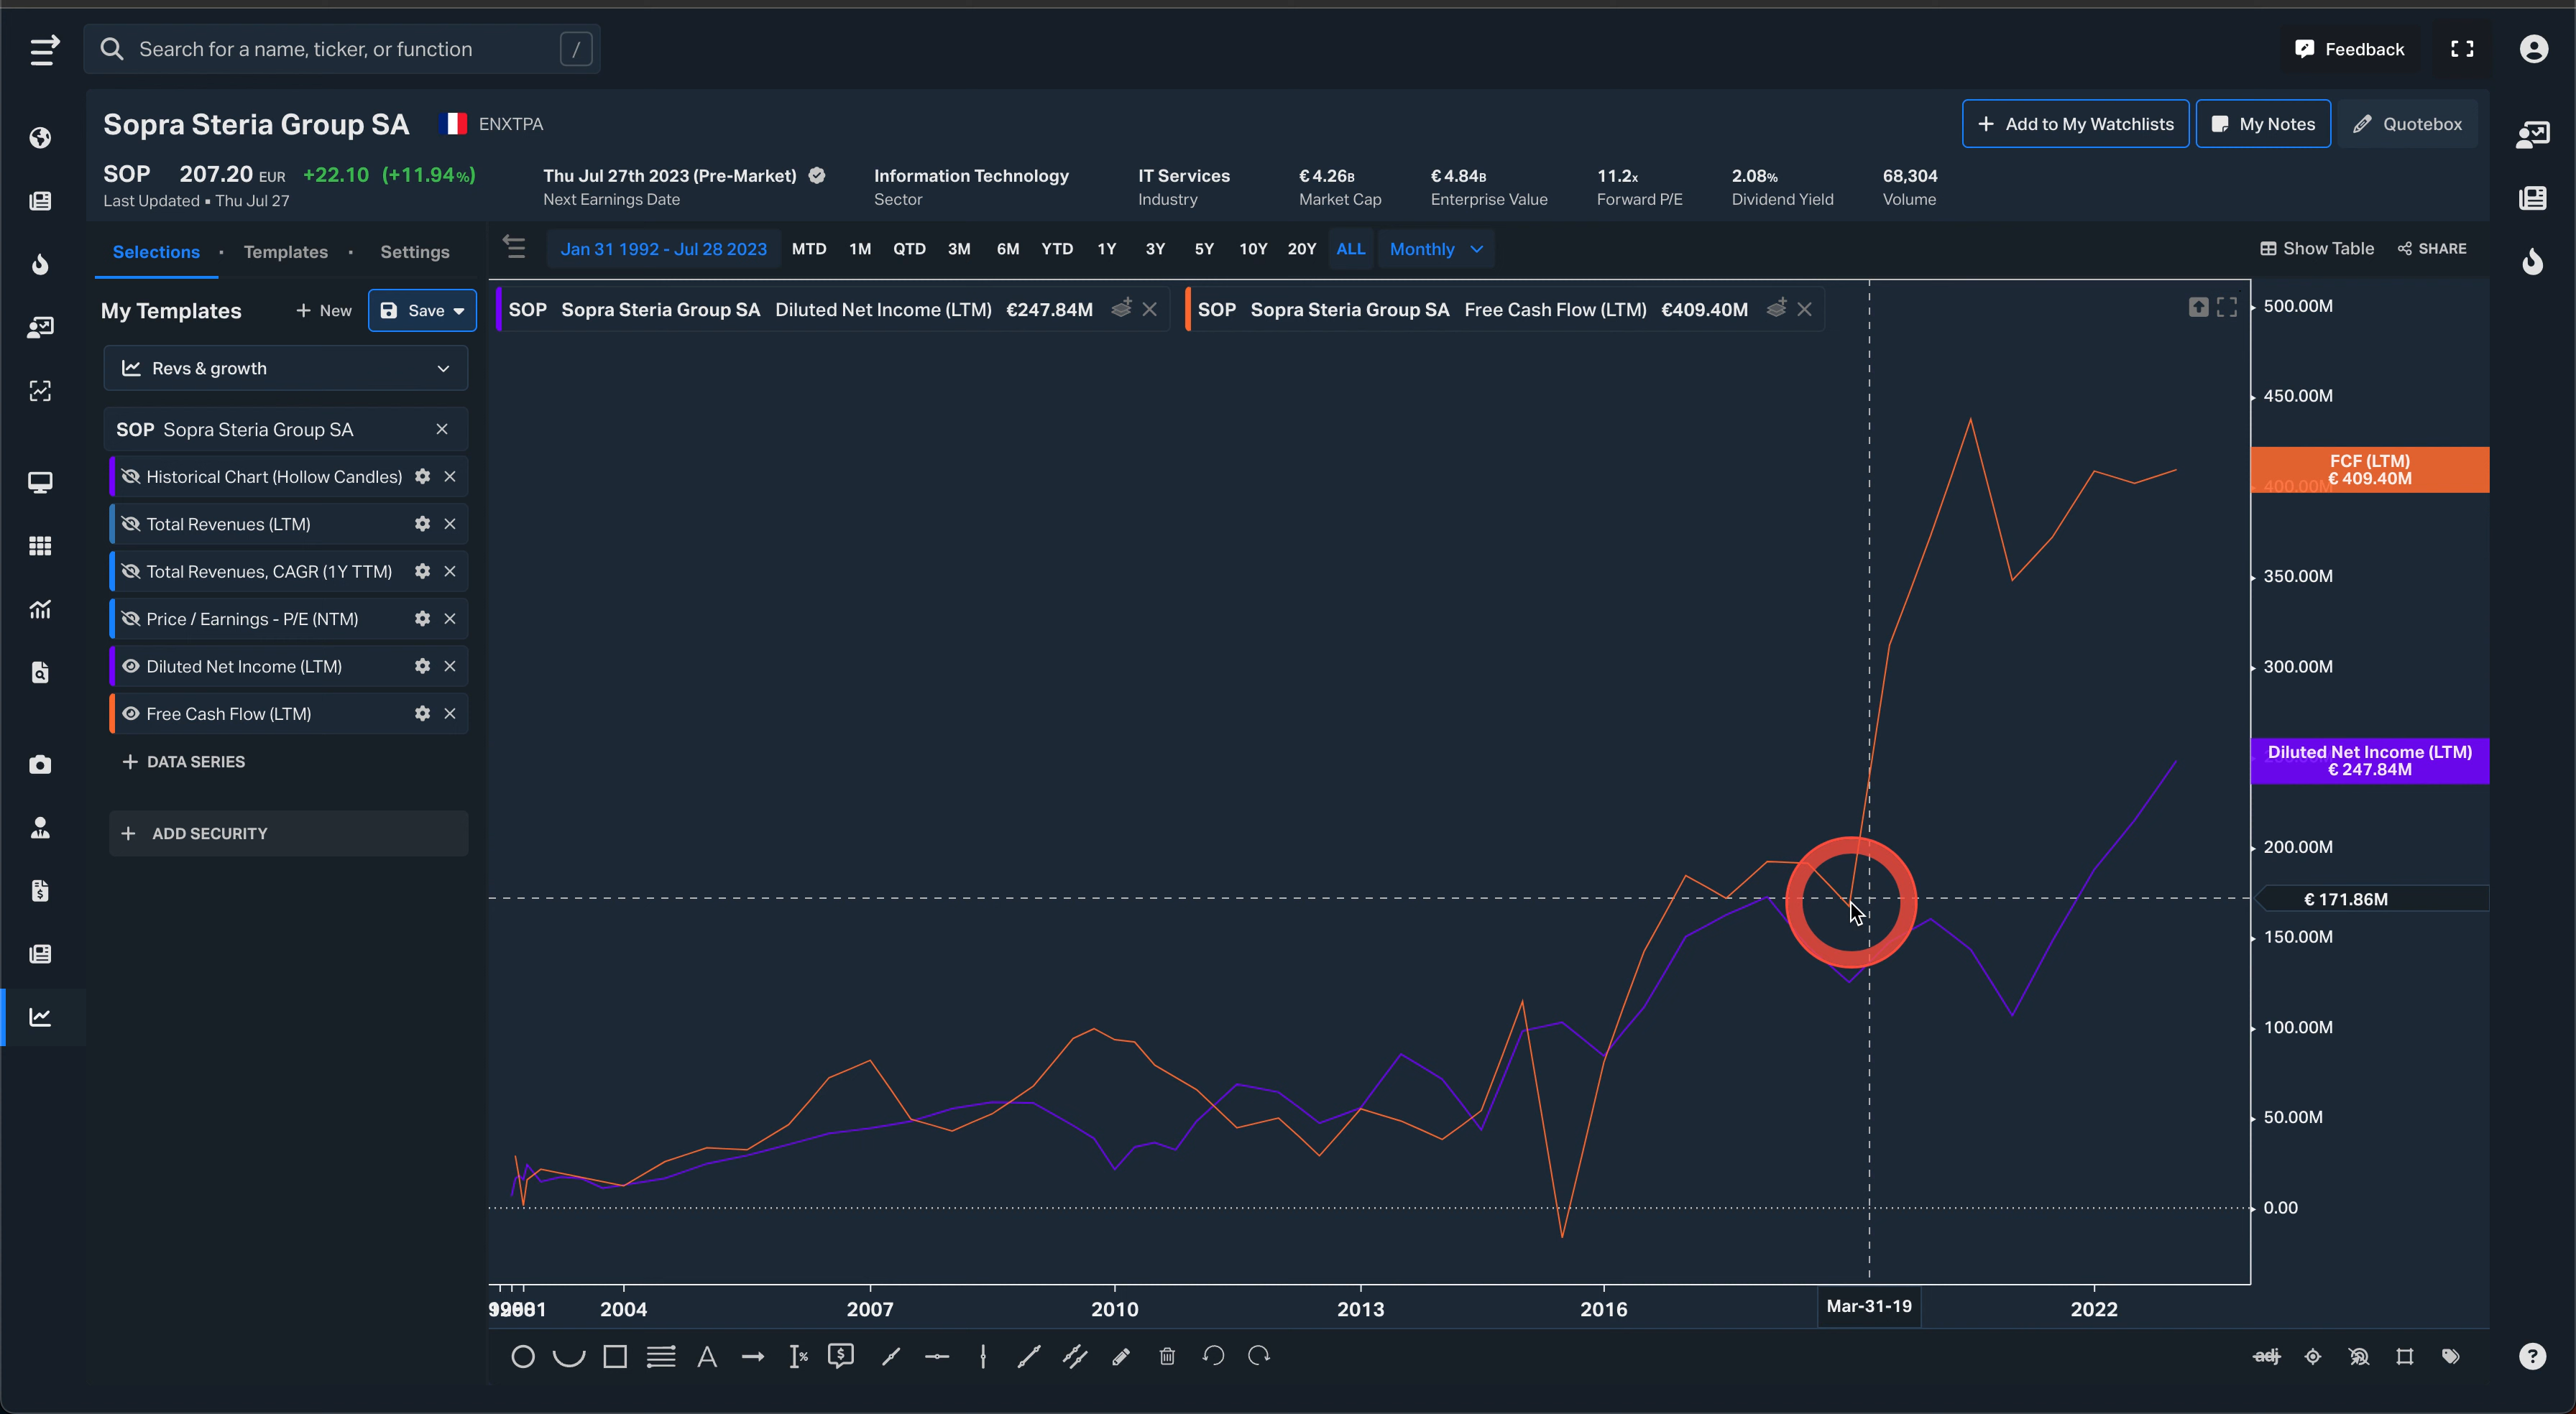 Search for a name, ticker, or function /
Feedback
Sopra Steria Group SA ENXTPA
+ Add to My Watchlists
My Notes
Quotebox
SOP 207.20 EUR +22.10 (+11.94%)
Last Updated ▪ Thu Jul 27
Thu Jul 27th 2023 (Pre-Market)
Next Earnings Date
Information Technology
Sector
IT Services
Industry
€ 4.26B
Market Cap
€ 4.84B
Enterprise Value
11.2x
Forward P/E
2.08%
Dividend Yield
68,304
Volume
Selections · Templates · Settings
Jan 31 1992 - Jul 28 2023 MTD 1M QTD 3M 6M YTD 1Y 3Y 5Y 10Y 20Y ALL Monthly
Show Table SHARE
My Templates + New Save
Revs & growth
SOP Sopra Steria Group SA
Historical Chart (Hollow Candles)
Total Revenues (LTM)
Total Revenues, CAGR (1Y TTM)
Price / Earnings - P/E (NTM)
Diluted Net Income (LTM)
Free Cash Flow (LTM)
+ DATA SERIES
+ ADD SECURITY
SOP Sopra Steria Group SA Diluted Net Income (LTM) €247.84M
SOP Sopra Steria Group SA Free Cash Flow (LTM) €409.40M
500.00M
450.00M
FCF (LTM)
€ 409.40M
400.00M
350.00M
300.00M
Diluted Net Income (LTM)
€ 247.84M
200.00M
€ 171.86M
150.00M
100.00M
50.00M
0.00
2004 2007 2010 2013 2016 Mar-31-19 2022
A
adj
?